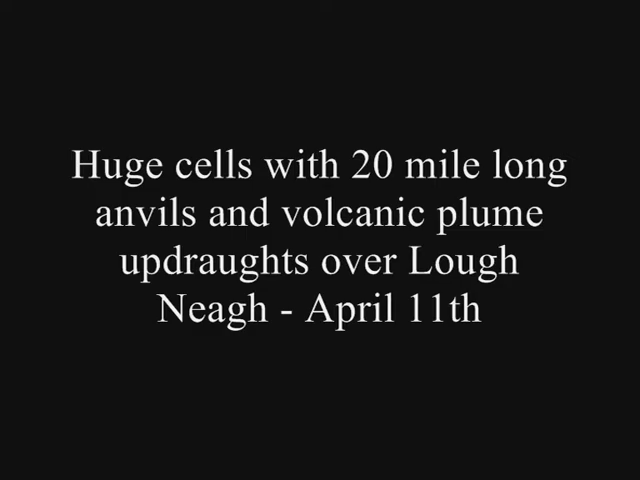 Huge cells with 20 mile long
anvils and volcanic plume
updraughts over Lough
Neagh - April 11th